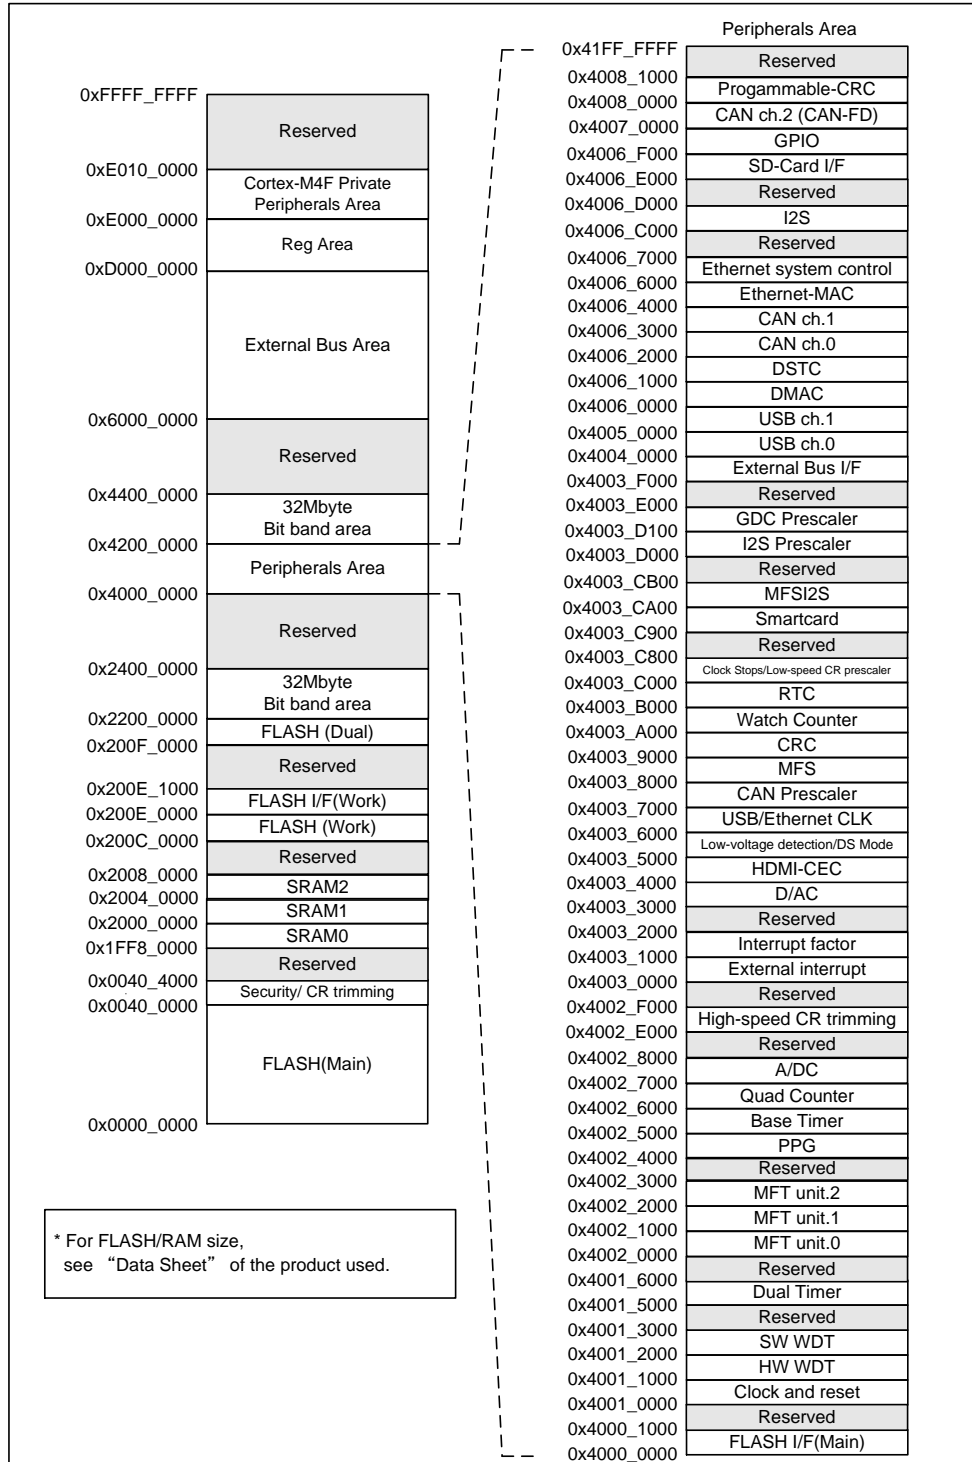 0xFFFF_FFFF
Reserved
0xE010_0000
Cortex-M4F Private
Peripherals Area
0xE000_0000
Reg Area
0xD000_0000
External Bus Area
0x6000_0000
Reserved
0x4400_0000
32Mbyte
Bit band area
0x4200_0000
Peripherals Area
0x4000_0000
Reserved
0x2400_0000
32Mbyte
Bit band area
0x2200_0000
FLASH (Dual)
0x200F_0000
Reserved
0x200E_1000
FLASH I/F(Work)
0x200E_0000
FLASH (Work)
0x200C_0000
Reserved
0x2008_0000
SRAM2
0x2004_0000
SRAM1
0x2000_0000
SRAM0
0x1FF8_0000
Reserved
0x0040_4000
Security/ CR trimming
0x0040_0000
FLASH(Main)
0x0000_0000
* For FLASH/RAM size,
see “Data Sheet” of the product used.
Peripherals Area
0x41FF_FFFF
Reserved
0x4008_1000
Progammable-CRC
0x4008_0000
CAN ch.2 (CAN-FD)
0x4007_0000
GPIO
0x4006_F000
SD-Card I/F
0x4006_E000
Reserved
0x4006_D000
I2S
0x4006_C000
Reserved
0x4006_7000
Ethernet system control
0x4006_6000
Ethernet-MAC
0x4006_4000
CAN ch.1
0x4006_3000
CAN ch.0
0x4006_2000
DSTC
0x4006_1000
DMAC
0x4006_0000
USB ch.1
0x4005_0000
USB ch.0
0x4004_0000
External Bus I/F
0x4003_F000
Reserved
0x4003_E000
GDC Prescaler
0x4003_D100
I2S Prescaler
0x4003_D000
Reserved
0x4003_CB00
MFSI2S
0x4003_CA00
Smartcard
0x4003_C900
Reserved
0x4003_C800
Clock Stops/Low-speed CR prescaler
0x4003_C000
RTC
0x4003_B000
Watch Counter
0x4003_A000
CRC
0x4003_9000
MFS
0x4003_8000
CAN Prescaler
0x4003_7000
USB/Ethernet CLK
0x4003_6000
Low-voltage detection/DS Mode
0x4003_5000
HDMI-CEC
0x4003_4000
D/AC
0x4003_3000
Reserved
0x4003_2000
Interrupt factor
0x4003_1000
External interrupt
0x4003_0000
Reserved
0x4002_F000
High-speed CR trimming
0x4002_E000
Reserved
0x4002_8000
A/DC
0x4002_7000
Quad Counter
0x4002_6000
Base Timer
0x4002_5000
PPG
0x4002_4000
Reserved
0x4002_3000
MFT unit.2
0x4002_2000
MFT unit.1
0x4002_1000
MFT unit.0
0x4002_0000
Reserved
0x4001_6000
Dual Timer
0x4001_5000
Reserved
0x4001_3000
SW WDT
0x4001_2000
HW WDT
0x4001_1000
Clock and reset
0x4001_0000
Reserved
0x4000_1000
FLASH I/F(Main)
0x4000_0000